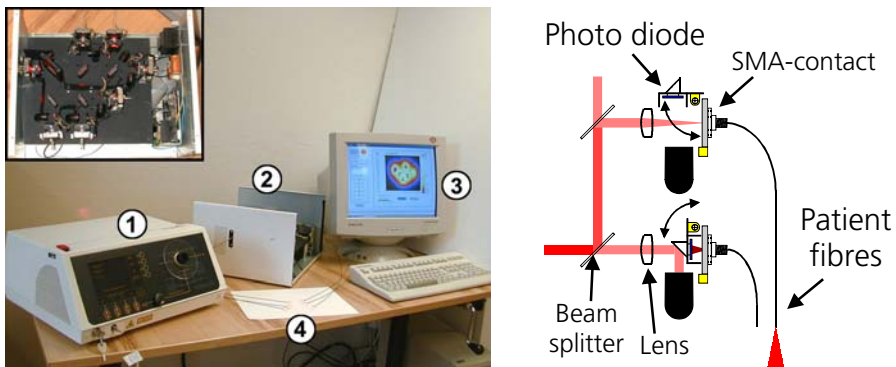 1
2
3
4
Photo diode
SMA-contact
Patient
fibres
Beam
splitter
Lens